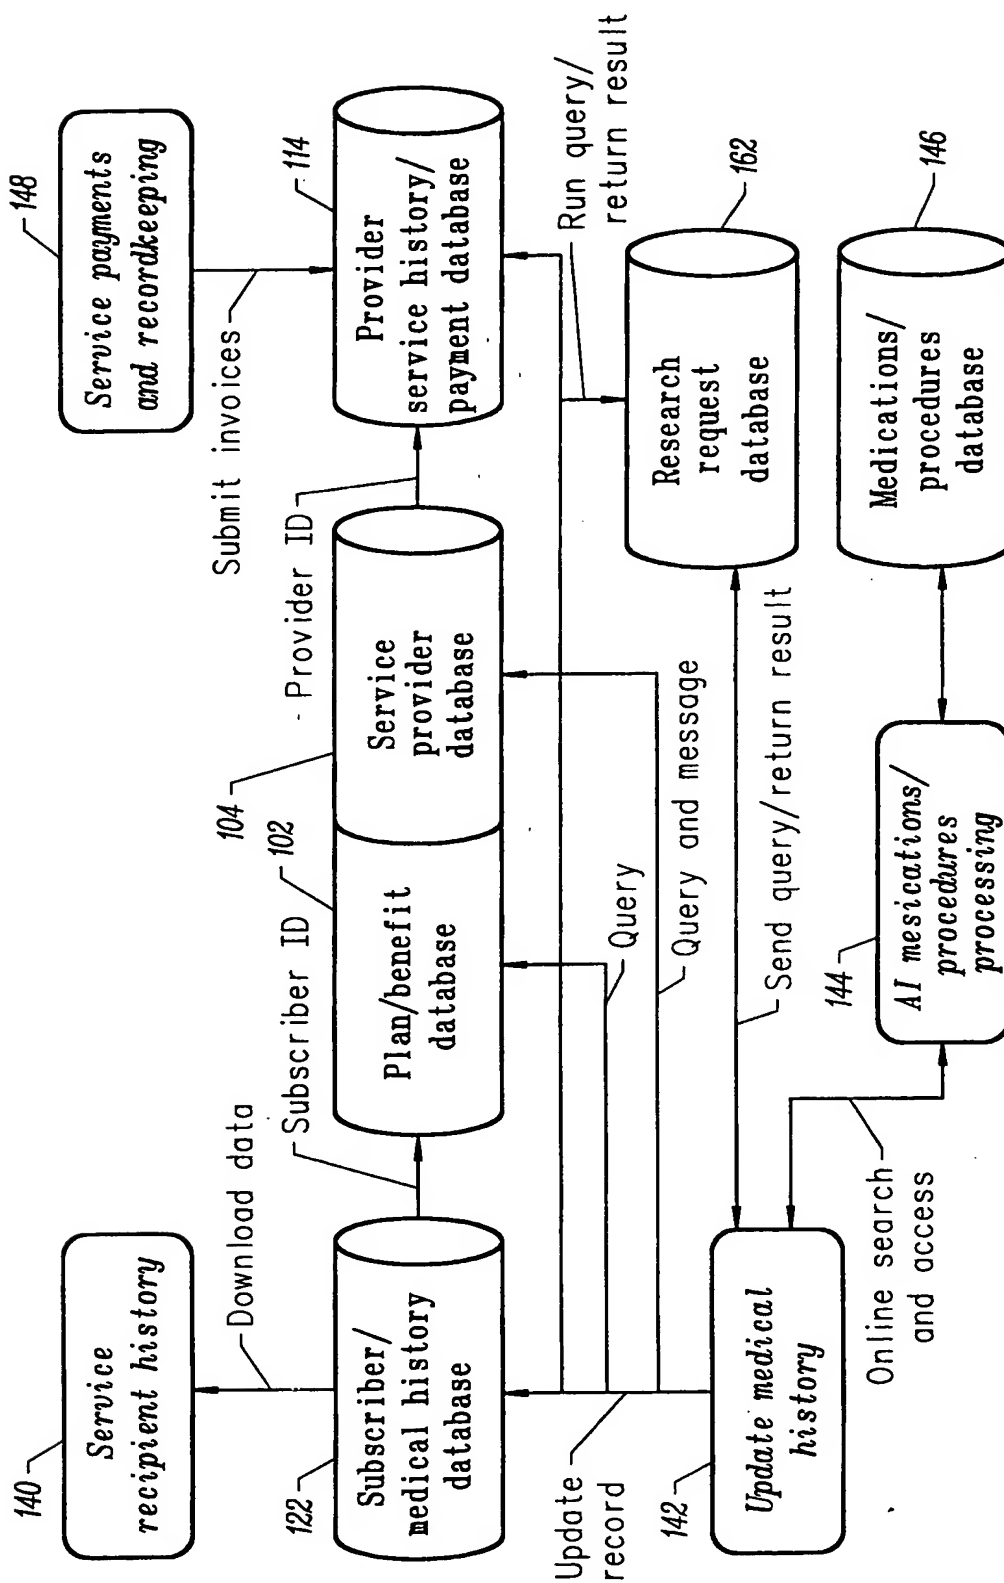 140
Service
recipient history
Download data
122
Subscriber/
medical history
database
Subscriber ID
102
Plan/benefit
database
104
Service
provider
database
Provider ID
148
Service payments
and recordkeeping
Submit invoices
114
Provider
service history/
payment database
Update
record
Query
Query and message
Run query/
return result
162
Research
request
database
Send query/return result
142
Update medical
history
Online search
and access
144
AI mesications/
procedures
processing
146
Medications/
procedures
database